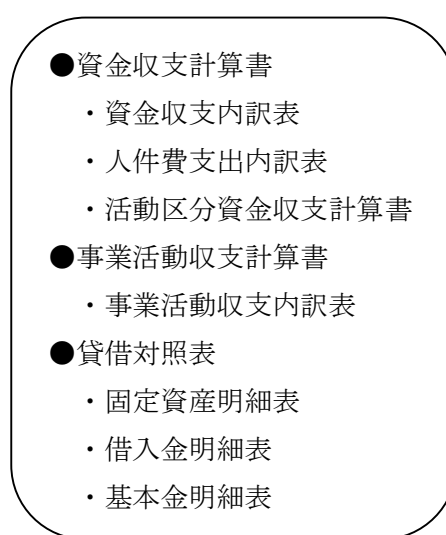 ●資金収支計算書
・資金収支内訳表
・人件費支出内訳表
・活動区分資金収支計算書
●事業活動収支計算書
・事業活動収支内訳表
●貸借対照表
・固定資産明細表
・借入金明細表
・基本金明細表